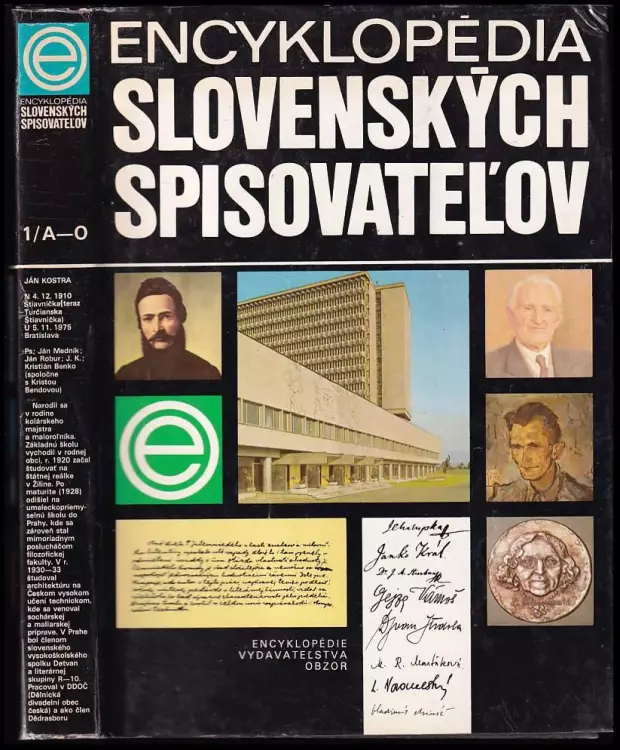 e
ENCYKLOPÉDIA
SLOVENSKÝCH
SPISOVATEĽOV
1/A—O
JÁN KOSTRA
N 4. 12. 1910
Štiavnička(teraz
Turčianska
Štiavnička)
U 5. 11. 1975
Bratislava
Ps: Ján Medník;
Ján Robur; J. K.;
Kristián Benko
(spoločne
s Kristou
Bendovou)
Narodil sa
v rodine
kolárskeho
majstra
a maloroľníka.
Základnú školu
vychodil v rodnej
obci, r. 1920 začal
študovať na
štátnej reálke
v Žiline. Po
maturite (1928)
odišiel na
umeleckopriemy-
selnú školu do
Prahy, kde sa
zároveň stal
mimoriadnym
poslucháčom
filozofickej
fakulty. V r.
1930—33
študoval
architektúru na
Českom vysokom
učení technickom,
kde sa venoval
sochárskej
a maliarskej
príprave. V Prahe
bol členom
slovenského
vysokoškolského
spolku Detvan
a literárnej
skupiny R—10.
Pracoval v DDOČ
(Dělnická
divadelní obec
česká) a ako člen
Dědrasboru
ENCYKLOPÉDIA
SLOVENSKÝCH
SPISOVATEĽOV
e
ENCYKLOPÉDIE
VYDAVATEĽSTVA
OBZOR
Janko Kráľ
Gejza Vámoš